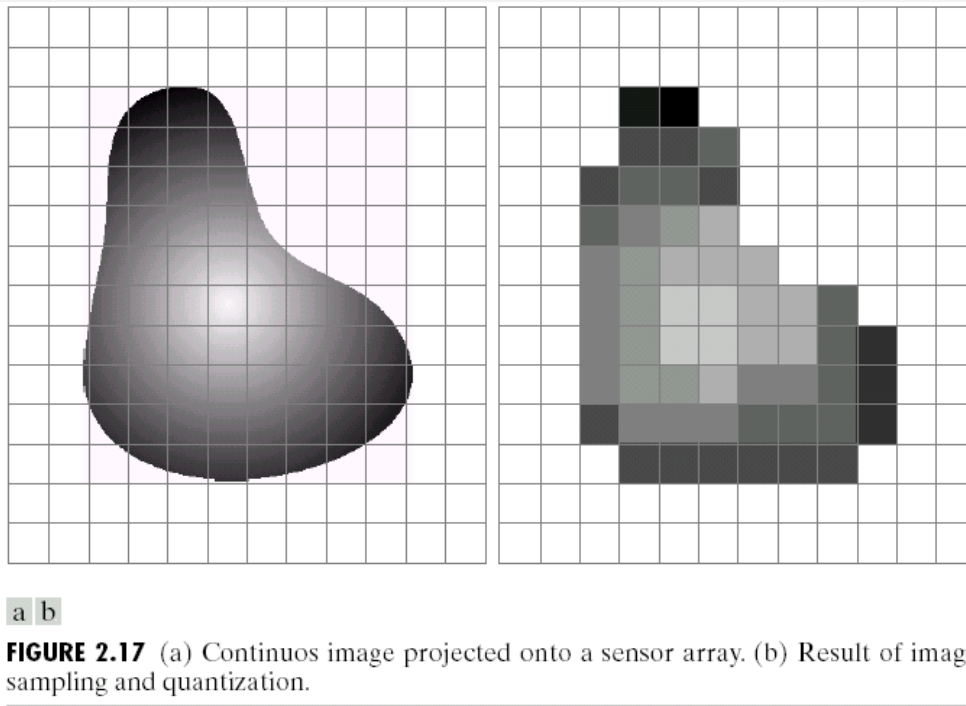 a b
FIGURE 2.17 (a) Continuos image projected onto a sensor array. (b) Result of imag
sampling and quantization.